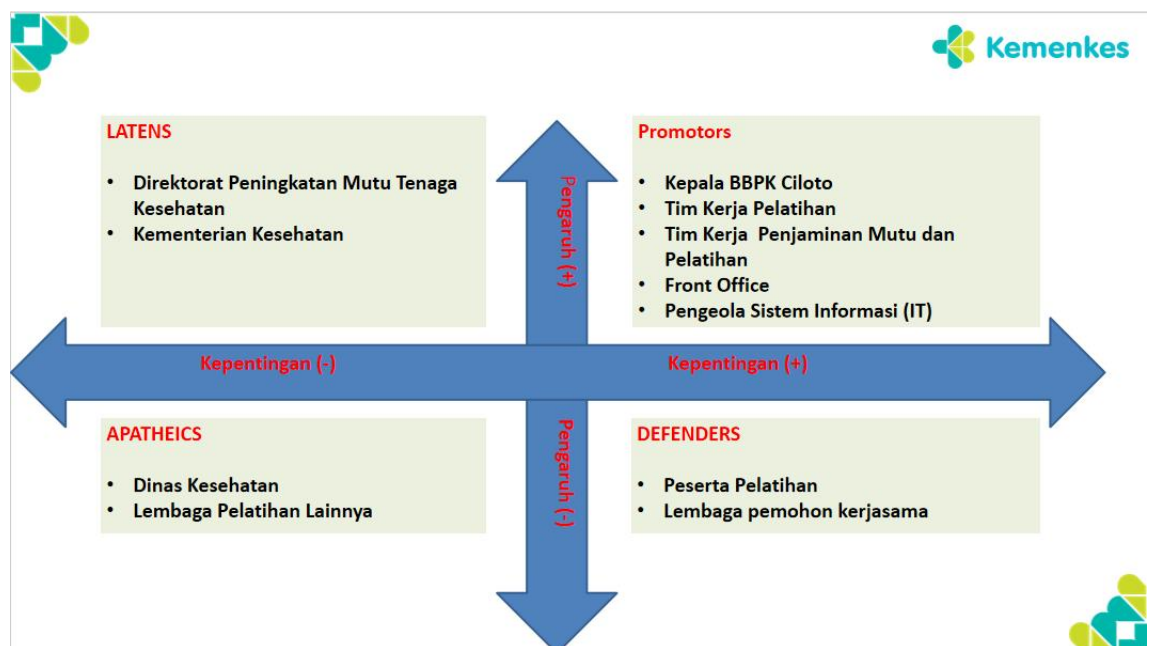 Kemenkes
LATENS
• Direktorat Peningkatan Mutu Tenaga
Kesehatan
• Kementerian Kesehatan
Pengaruh (+)
Promotors
• Kepala BBPK Ciloto
• Tim Kerja Pelatihan
• Tim Kerja Penjaminan Mutu dan
Pelatihan
• Front Office
• Pengeola Sistem Informasi (IT)
Kepentingan (-)
Kepentingan (+)
APATHEICS
• Dinas Kesehatan
• Lembaga Pelatihan Lainnya
Pengaruh (-)
DEFENDERS
• Peserta Pelatihan
• Lembaga pemohon kerjasama